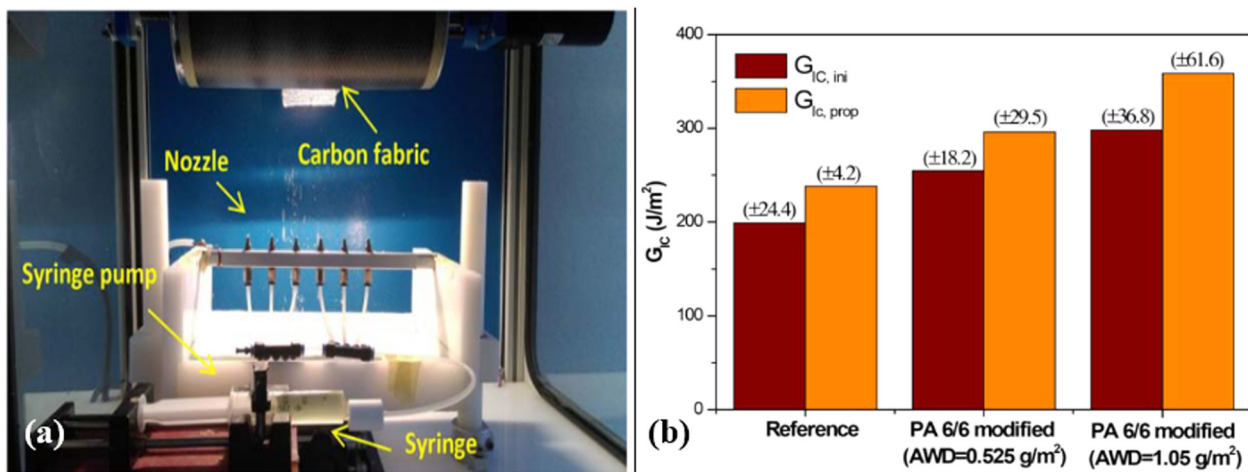 Nozzle
Carbon fabric
Syringe pump
Syringe
(a)
G_IC, ini
G_Ic, prop
G_IC (J/m²)
400
300
200
100
0
(±24.4)
(±4.2)
(±18.2)
(±29.5)
(±36.8)
(±61.6)
Reference
PA 6/6 modified
(AWD=0.525 g/m²)
PA 6/6 modified
(AWD=1.05 g/m²)
(b)